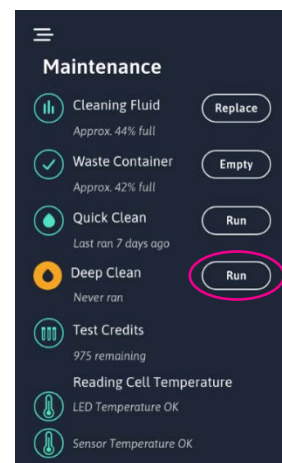 Maintenance
Cleaning Fluid
Replace
Approx. 44% full
Waste Container
Empty
Approx. 42% full
Quick Clean
Run
Last ran 7 days ago
Deep Clean
Run
Never ran
Test Credits
975 remaining
Reading Cell Temperature
LED Temperature OK
Sensor Temperature OK